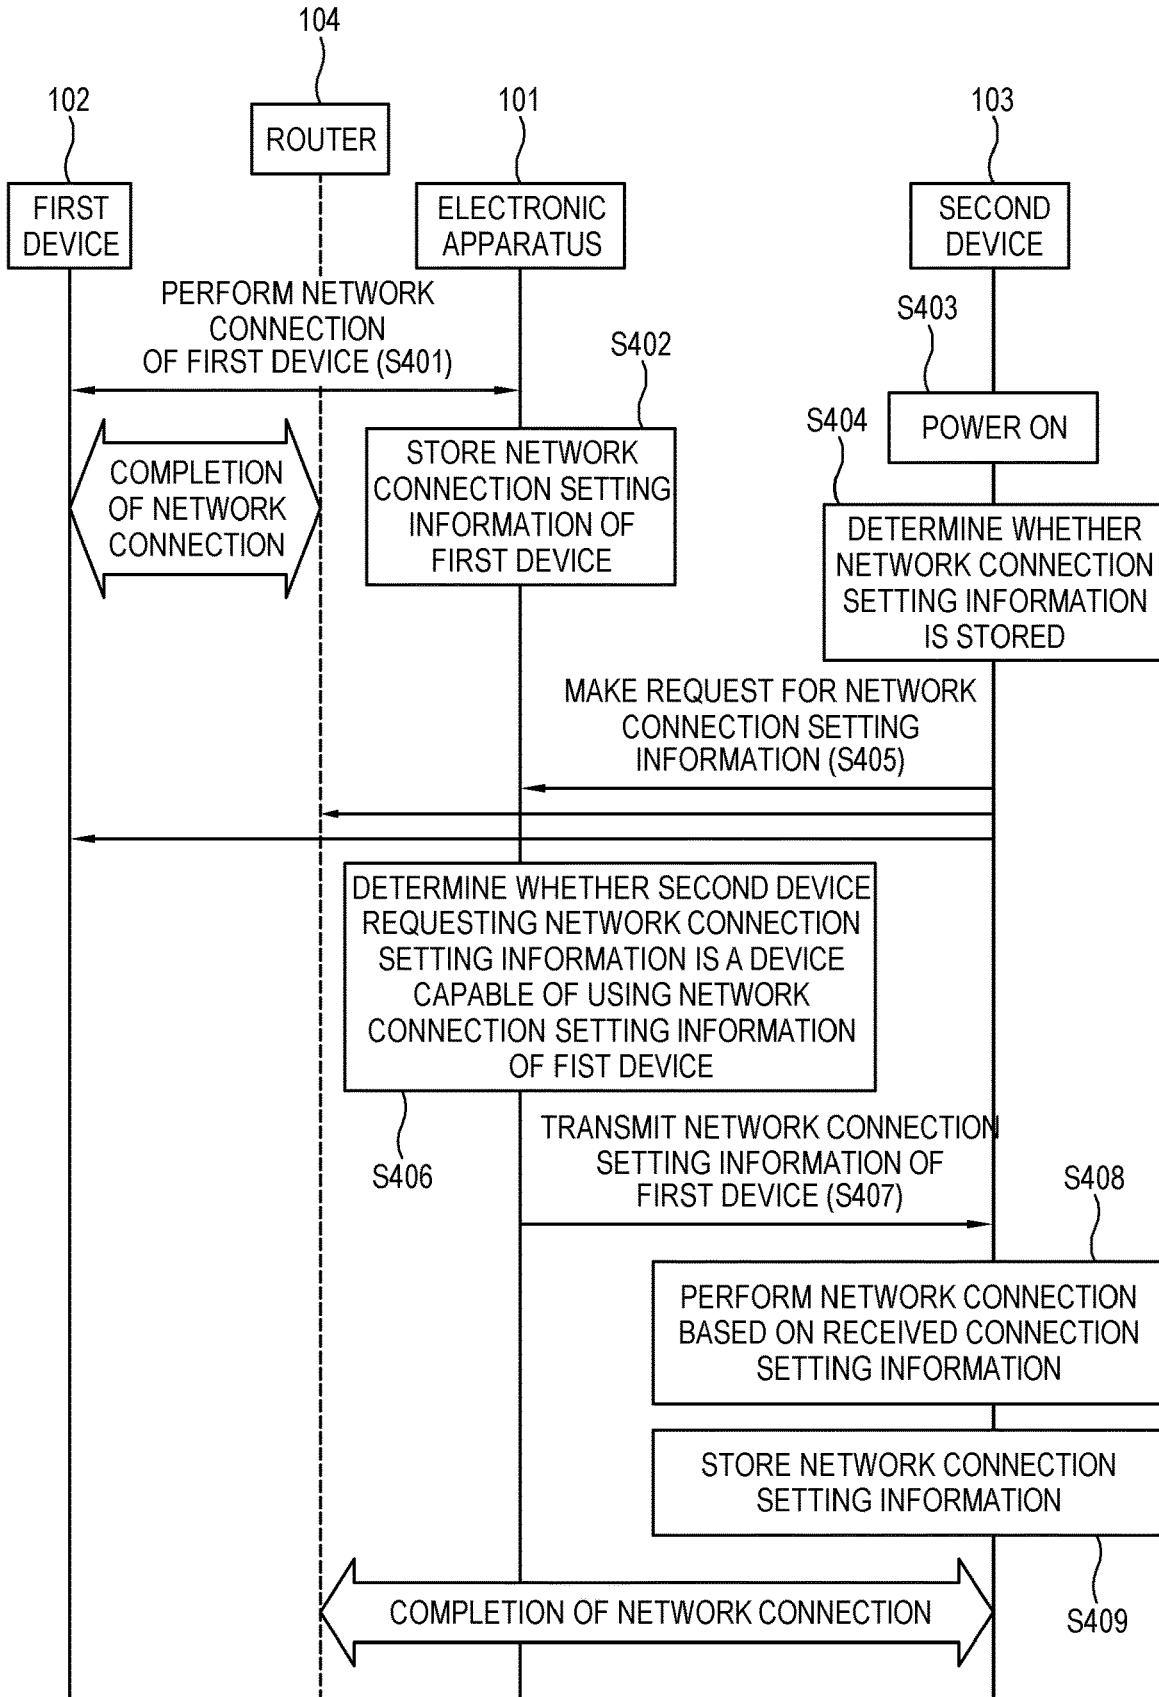 104
102
101
103
ROUTER
FIRST
DEVICE
ELECTRONIC
APPARATUS
SECOND
DEVICE
PERFORM NETWORK
CONNECTION
OF FIRST DEVICE (S401)
S402
S403
POWER ON
S404
COMPLETION
OF NETWORK
CONNECTION
STORE NETWORK
CONNECTION SETTING
INFORMATION OF
FIRST DEVICE
DETERMINE WHETHER
NETWORK CONNECTION
SETTING INFORMATION
IS STORED
MAKE REQUEST FOR NETWORK
CONNECTION SETTING
INFORMATION (S405)
DETERMINE WHETHER SECOND DEVICE
REQUESTING NETWORK CONNECTION
SETTING INFORMATION IS A DEVICE
CAPABLE OF USING NETWORK
CONNECTION SETTING INFORMATION
OF FIST DEVICE
S406
TRANSMIT NETWORK CONNECTION
SETTING INFORMATION OF
FIRST DEVICE (S407)
S408
PERFORM NETWORK CONNECTION
BASED ON RECEIVED CONNECTION
SETTING INFORMATION
STORE NETWORK CONNECTION
SETTING INFORMATION
S409
COMPLETION OF NETWORK CONNECTION